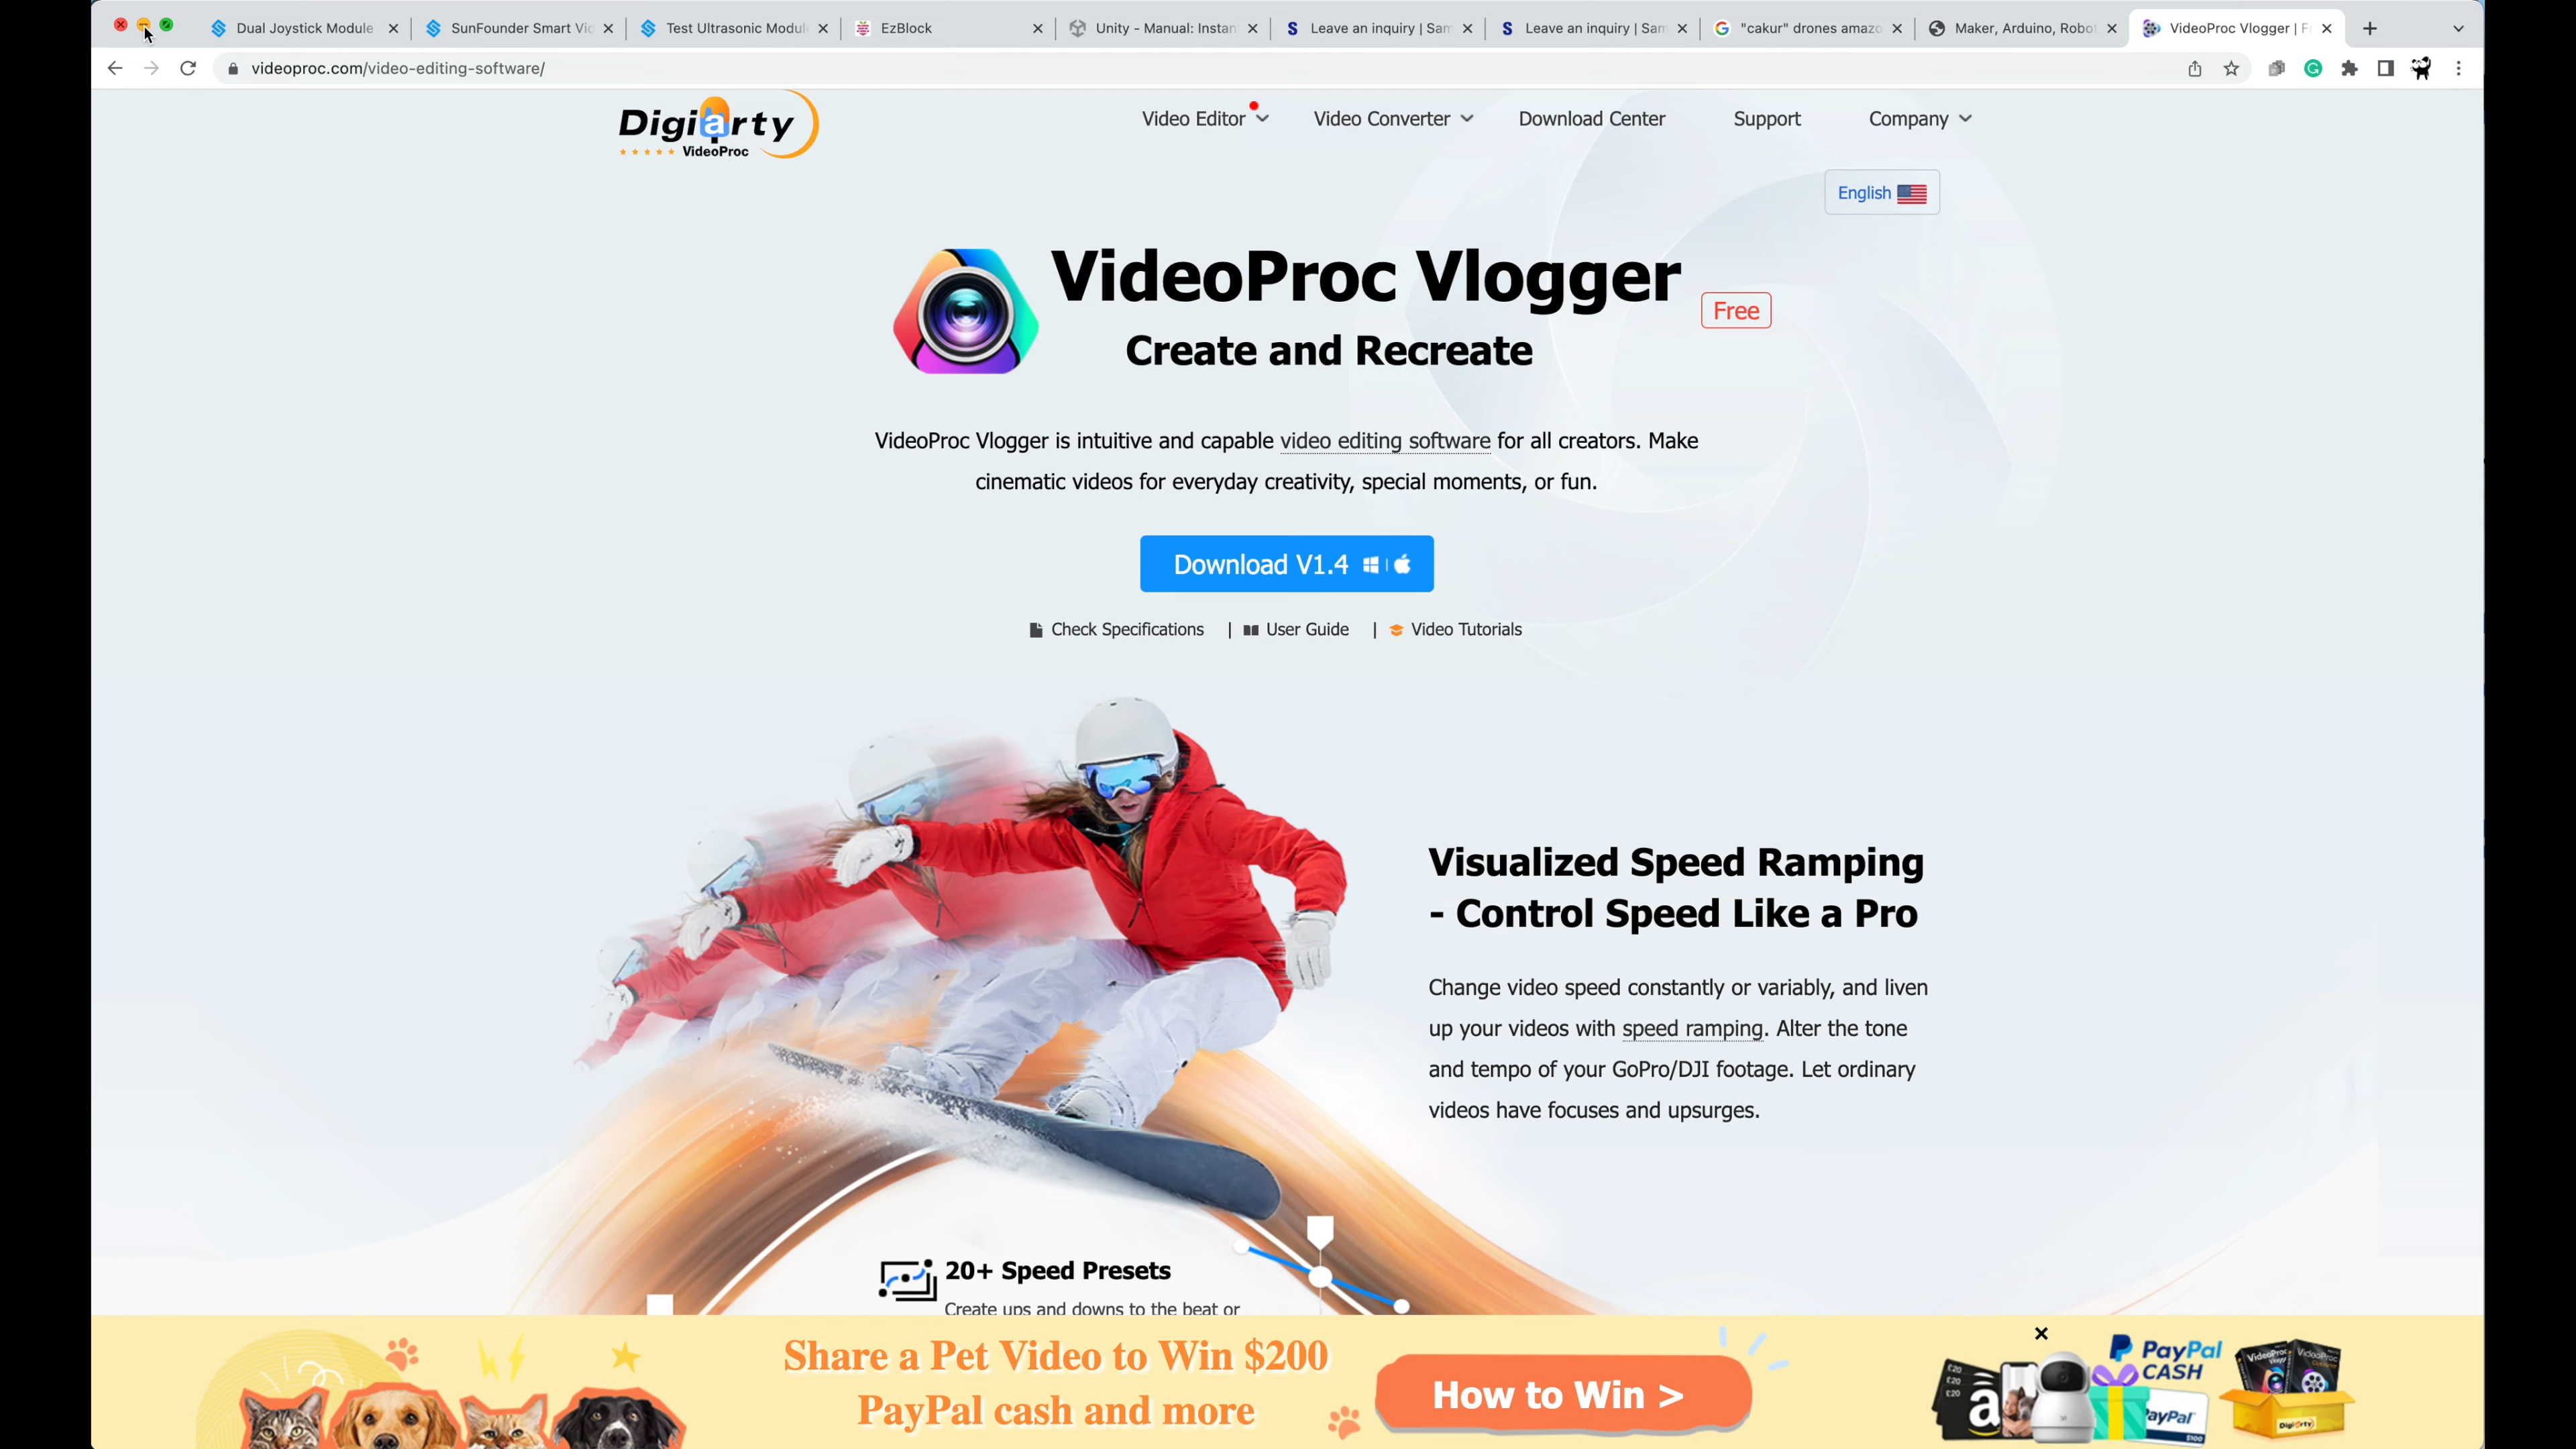 Dual Joystick Module
SunFounder Smart Vic
Test Ultrasonic Modul
EzBlock
Unity - Manual: Instan
Leave an inquiry | Sam
Leave an inquiry | Sam
"cakur" drones amazo
Maker, Arduino, Robot
VideoProc Vlogger | F
videoproc.com/video-editing-software/
Digiarty
VideoProc
Video Editor
Video Converter
Download Center
Support
Company
English
VideoProc Vlogger
Free
Create and Recreate
VideoProc Vlogger is intuitive and capable video editing software for all creators. Make
cinematic videos for everyday creativity, special moments, or fun.
Download V1.4
Check Specifications | User Guide | Video Tutorials
Visualized Speed Ramping
- Control Speed Like a Pro
Change video speed constantly or variably, and liven
up your videos with speed ramping. Alter the tone
and tempo of your GoPro/DJI footage. Let ordinary
videos have focuses and upsurges.
20+ Speed Presets
Create ups and downs to the beat or
Share a Pet Video to Win $200
PayPal cash and more
How to Win >
PayPal
CASH